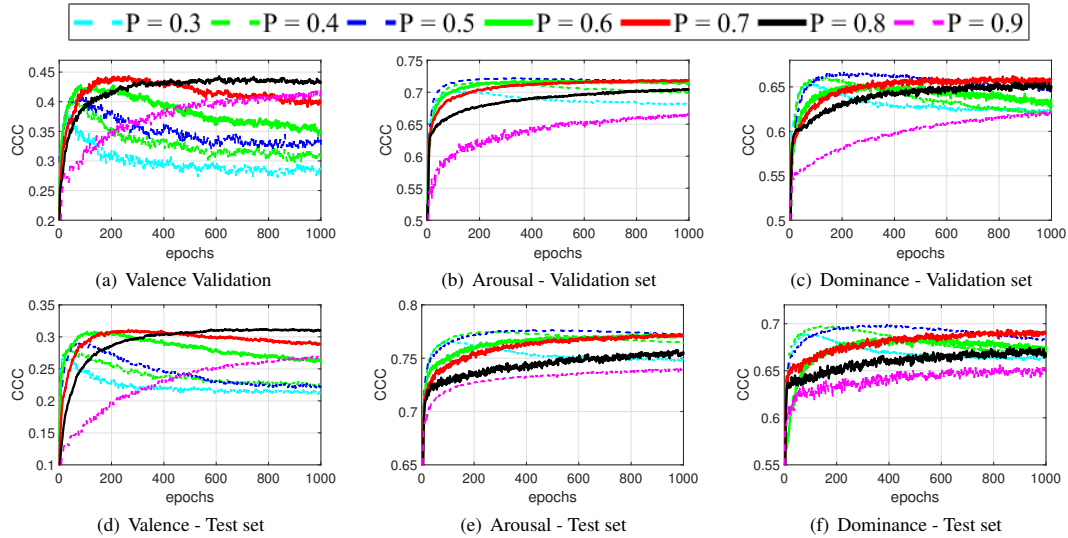 P = 0.3 P = 0.4 P = 0.5 P = 0.6 P = 0.7 P = 0.8 P = 0.9
CCC
0.45
0.4
0.35
0.3
0.25
0.2
0 200 400 600 800 1000
epochs
(a) Valence Validation
CCC
0.75
0.7
0.65
0.6
0.55
0.5
0 200 400 600 800 1000
epochs
(b) Arousal - Validation set
CCC
0.7
0.65
0.6
0.55
0.5
0 200 400 600 800 1000
epochs
(c) Dominance - Validation set
CCC
0.35
0.3
0.25
0.2
0.15
0.1
0 200 400 600 800 1000
epochs
(d) Valence - Test set
CCC
0.8
0.75
0.7
0.65
0 200 400 600 800 1000
epochs
(e) Arousal - Test set
CCC
0.7
0.65
0.6
0.55
0 200 400 600 800 1000
epochs
(f) Dominance - Test set